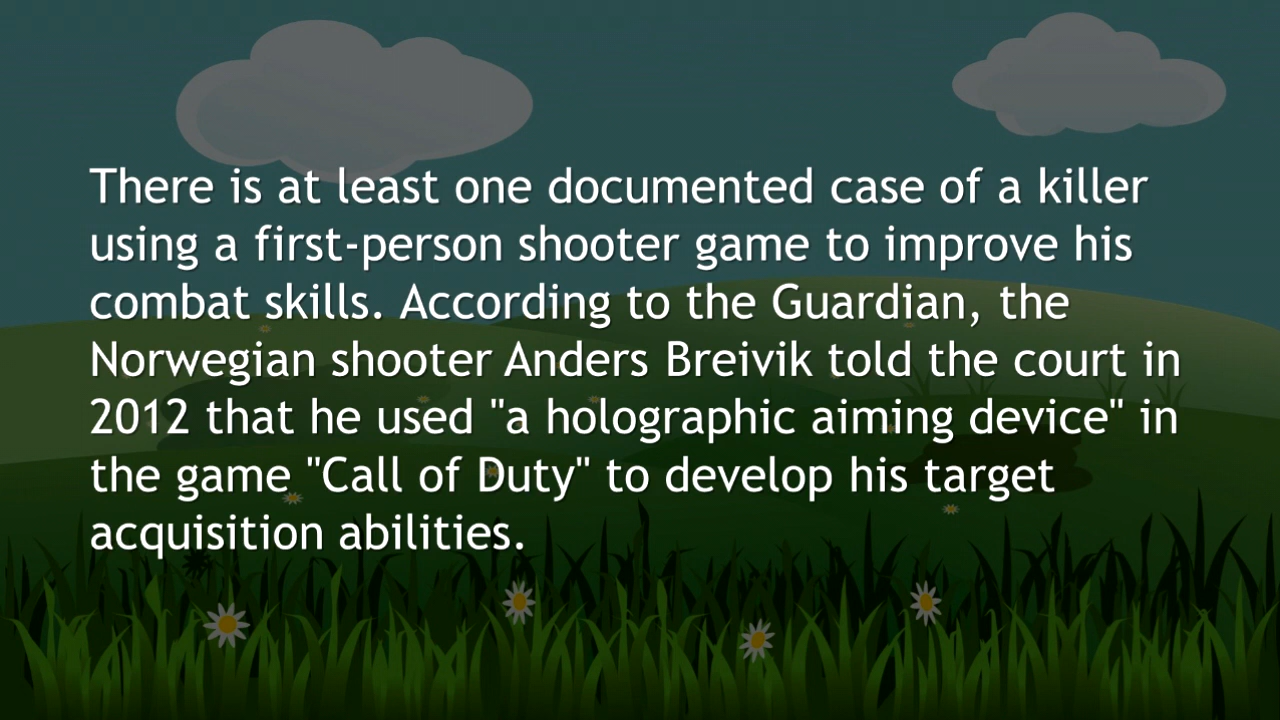 There is at least one documented case of a killer
using a first-person shooter game to improve his
combat skills. According to the Guardian, the
Norwegian shooter Anders Breivik told the court in
2012 that he used "a holographic aiming device" in
the game "Call of Duty" to develop his target
acquisition abilities.